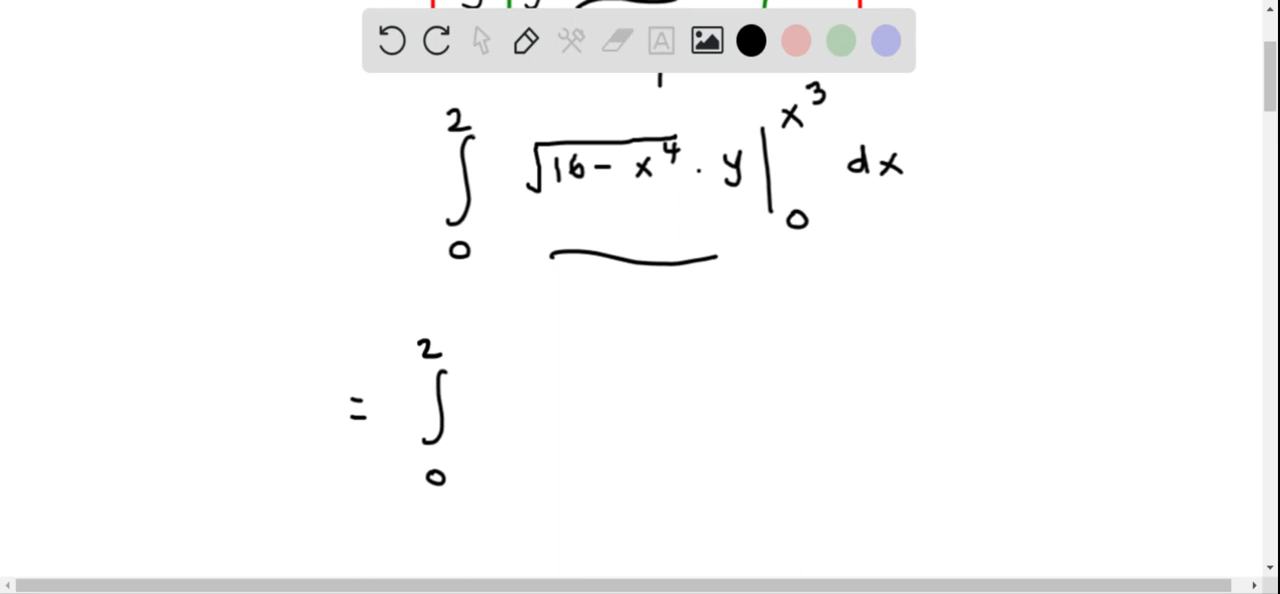 ∫₀² √(16 - x⁴) · y |₀^x³ dx
= ∫₀²